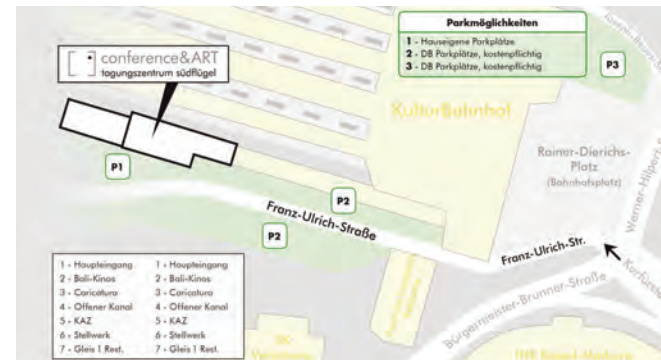 Parkmöglichkeiten
1 - Hauseigene Parkplätze
2 - DB Parkplätze, kostenpflichtig
3 - DB Parkplätze, kostenpflichtig
[ • ] conference&ART
tagungszentrum südflügel
P3
KulturBahnhof
Rainer-Dierichs-
Platz
(Bahnhofsplatz)
P1
P2
Franz-Ulrich-Straße
P2
Franz-Ulrich-Str.
Bürgermeister-Brunner-Straße
1 - Haupteingang
2 - Bali-Kinos
3 - Caricatura
4 - Offener Kanal
5 - KAZ
6 - Stellwerk
7 - Gleis 1 Rest.
1 - Haupteingang
2 - Bali-Kinos
3 - Caricatura
4 - Offener Kanal
5 - KAZ
6 - Stellwerk
7 - Gleis 1 Rest.